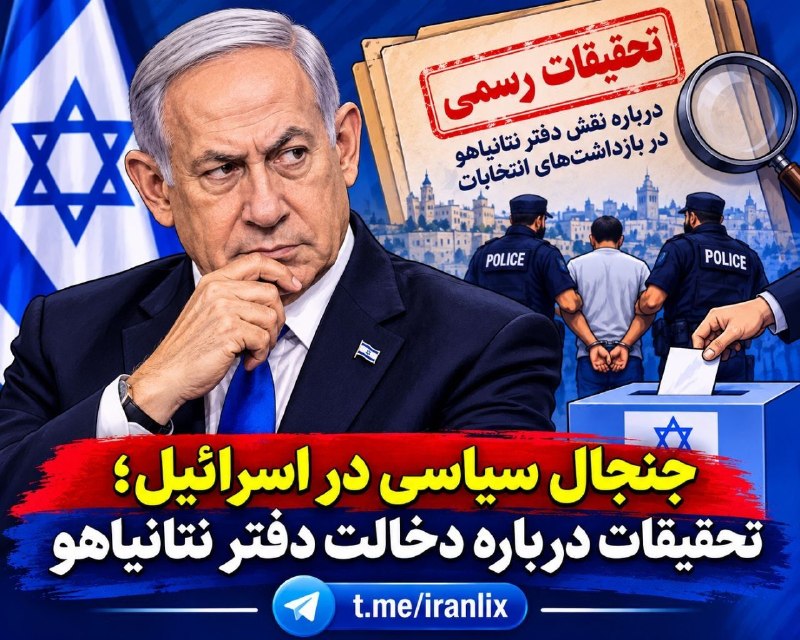 تحقیقات رسمی
درباره نقش دفتر نتانیاهو
در بازداشت‌های انتخابات
POLICE
POLICE
جنجال سیاسی در اسرائیل؛
تحقیقات درباره دخالت دفتر نتانیاهو
t.me/iranlix